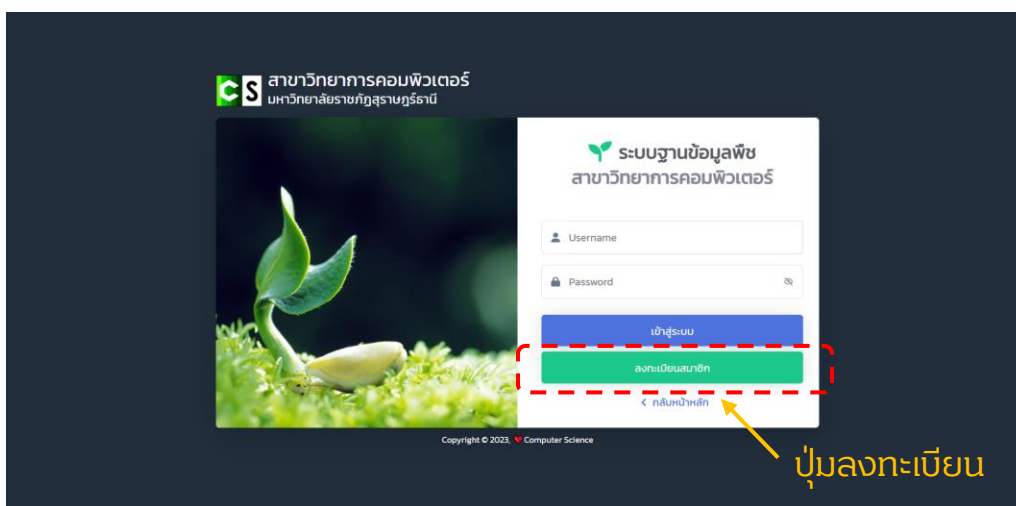 CS สาขาวิทยาการคอมพิวเตอร์
มหาวิทยาลัยราชภัฏสุราษฎร์ธานี
ระบบฐานข้อมูลพืช
สาขาวิทยาการคอมพิวเตอร์
Username
Password
เข้าสู่ระบบ
ลงทะเบียนสมาชิก
< กลับหน้าหลัก
Copyright © 2023, ❤ Computer Science
ปุ่มลงทะเบียน